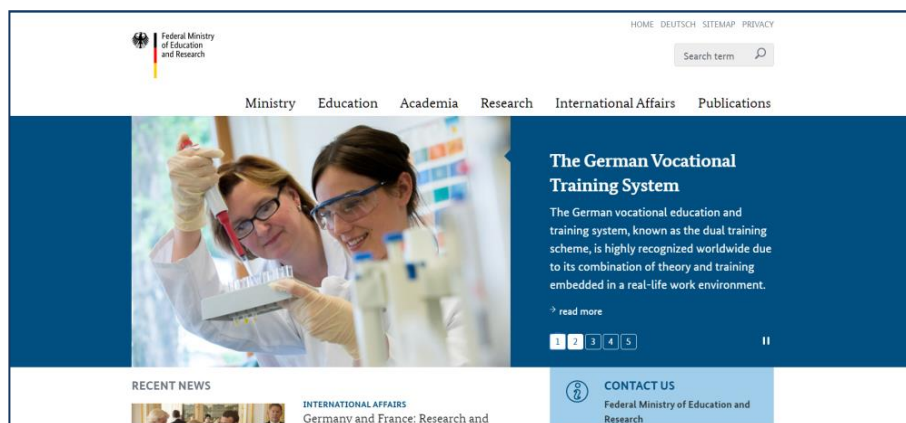 HOME DEUTSCH SITEMAP PRIVACY
Federal Ministry
of Education
and Research
Search term
Ministry Education Academia Research International Affairs Publications
The German Vocational
Training System
The German vocational education and
training system, known as the dual training
scheme, is highly recognized worldwide due
to its combination of theory and training
embedded in a real-life work environment.
read more
1 2 3 4 5
RECENT NEWS
INTERNATIONAL AFFAIRS
Germany and France: Research and
CONTACT US
Federal Ministry of Education and
Research